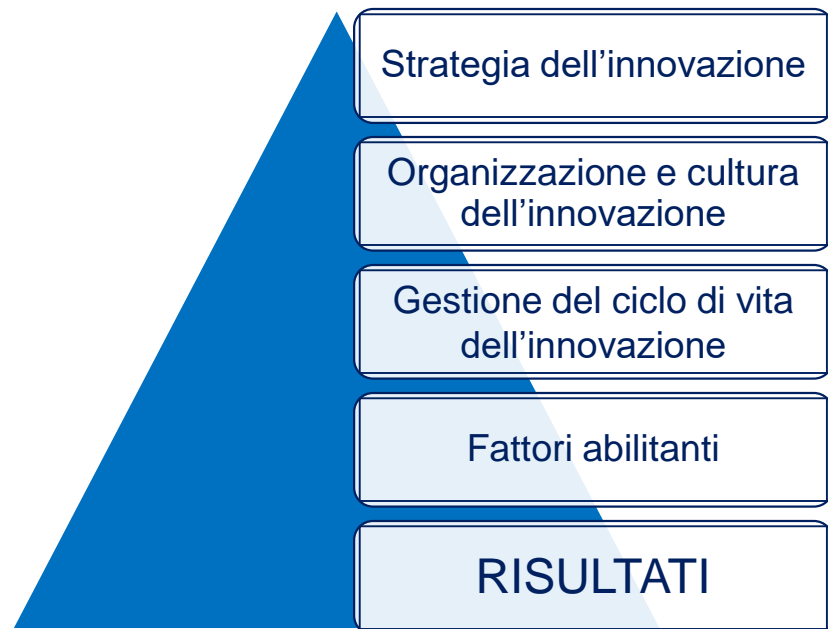 Strategia dell’innovazione
Organizzazione e cultura
dell’innovazione
Gestione del ciclo di vita
dell’innovazione
Fattori abilitanti
RISULTATI